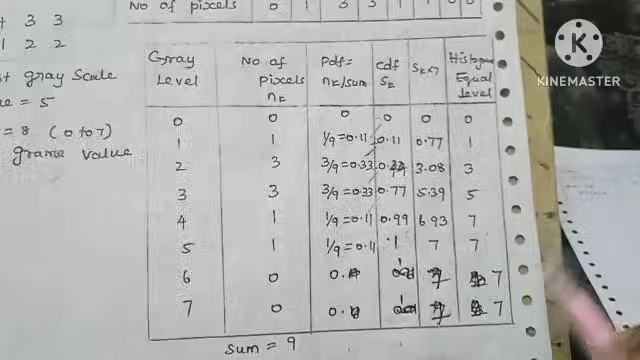 No of pixels 0 1 3 3 1 1 0 0
3 3
1 2 2
gray Scale
= 5
= 8 (0 to 7)
grame value
KINEMASTER
Gray Level No of Pixels nk Pdf= nk/sum cdf Sk Sk×7 Histogram Equal level
0 0 0 0 0 0
1 1 1/9=0.11 0.11 0.77 1
2 3 3/9=0.33 3.08 3
3 3 3/9=0.33 0.77 5.39 5
4 1 1/9=0.11 0.99 6.93 7
5 1 1/9=0.11 1 7 7
6 0 1 7 7
7 0 1 7 7
Sum = 9